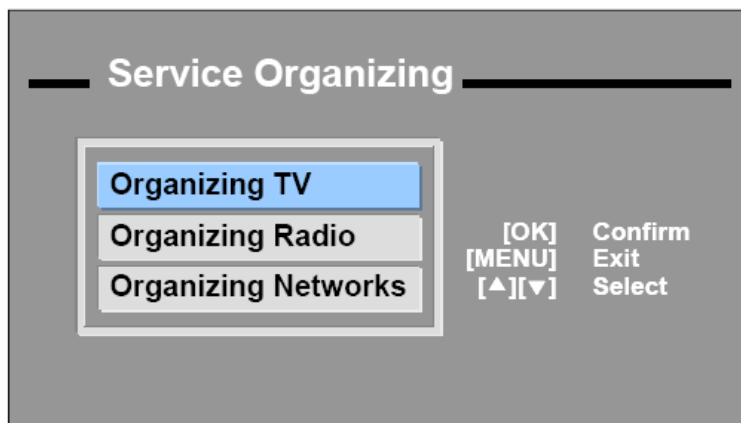 Service Organizing
Organizing TV
Organizing Radio
Organizing Networks
[OK] Confirm
[MENU] Exit
[▲][▼] Select